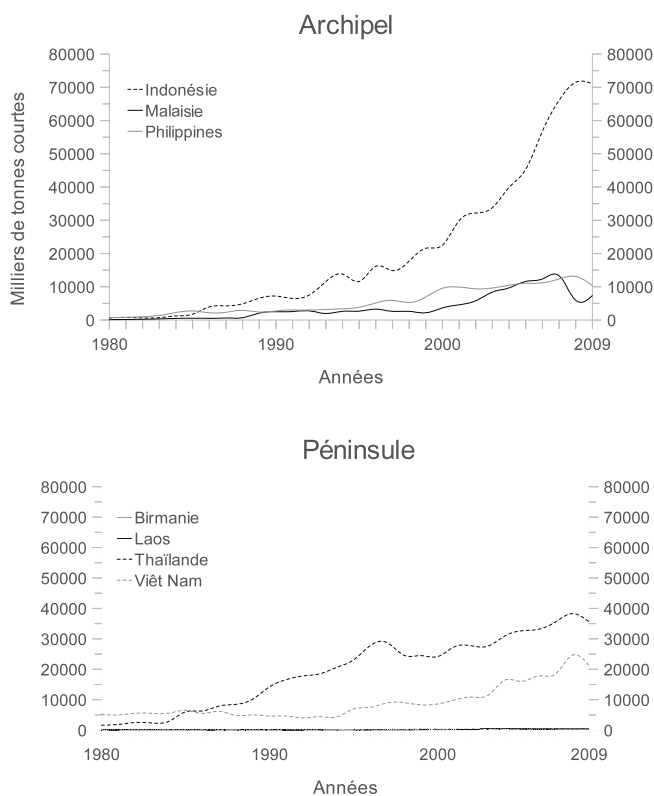 Archipel
80000 80000
70000 70000
60000 60000
50000 50000
40000 40000
30000 30000
20000 20000
10000 10000
0 0
Milliers de tonnes courtes
Indonésie
Malaisie
Philippines
1980 1990 2000 2009
Années
Péninsule
80000 80000
70000 70000
60000 60000
50000 50000
40000 40000
30000 30000
20000 20000
10000 10000
0 0
Birmanie
Laos
Thaïlande
Viêt Nam
1980 1990 2000 2009
Années